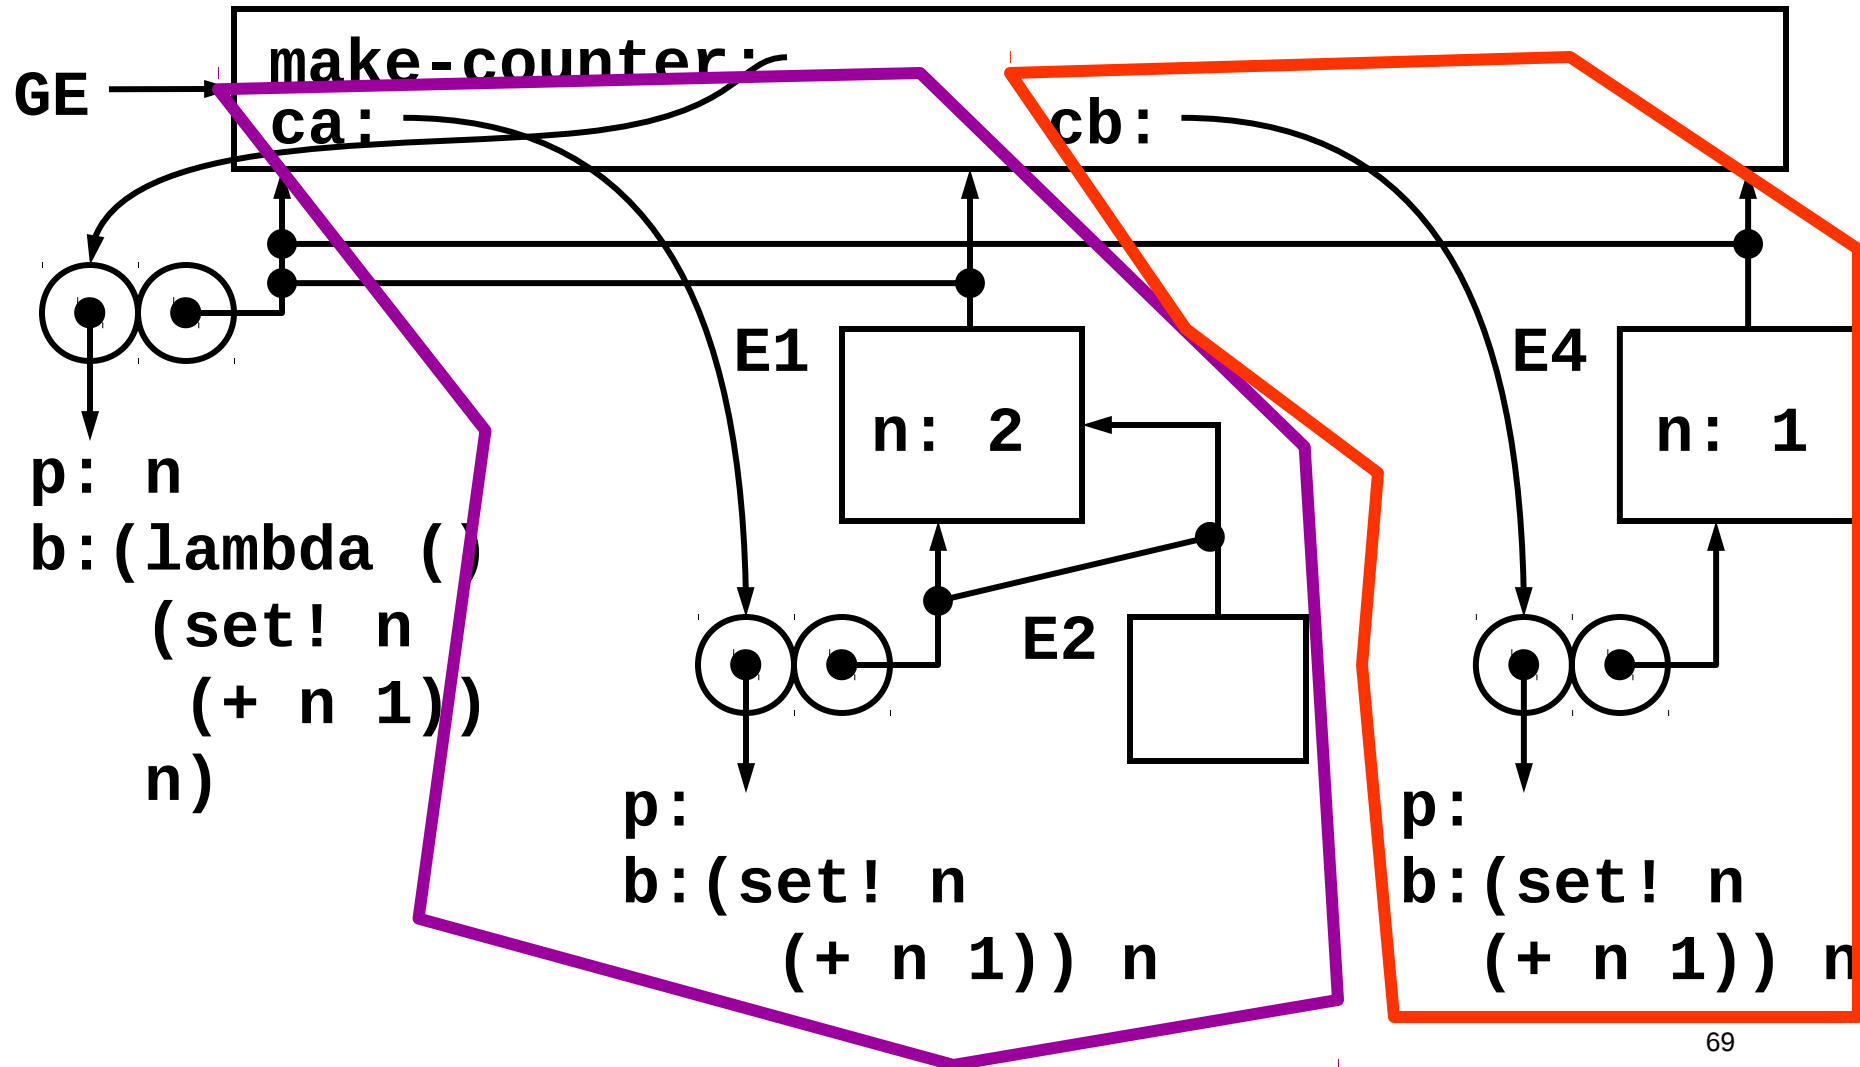 make-counter:
GE
ca:
cb:
E1
n: 2
E4
n: 1
p: n
b:(lambda ()
(set! n
(+ n 1))
n)
E2
p:
b:(set! n
(+ n 1)) n
p:
b:(set! n
(+ n 1)) n
69